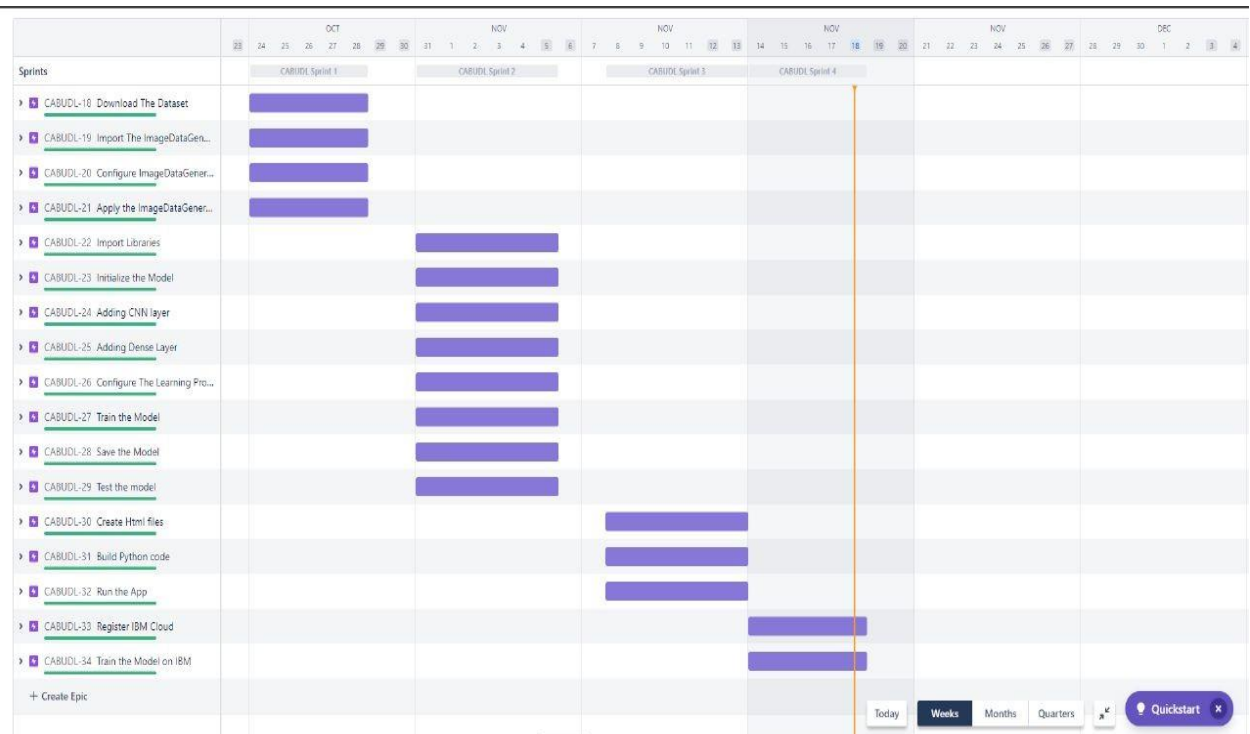 OCT NOV NOV NOV NOV DEC
23 24 25 26 27 28 29 30 31 1 2 3 4 5 6 7 8 9 10 11 12 13 14 15 16 17 18 19 20 21 22 23 24 25 26 27 28 29 30 1 2 3 4
Sprints CABUDL Sprint 1 CABUDL Sprint 2 CABUDL Sprint 3 CABUDL Sprint 4
CABUDL-18 Download The Dataset
CABUDL-19 Import The ImageDataGen...
CABUDL-20 Configure ImageDataGener...
CABUDL-21 Apply the ImageDataGener...
CABUDL-22 Import Libraries
CABUDL-23 Initialize the Model
CABUDL-24 Adding CNN layer
CABUDL-25 Adding Dense Layer
CABUDL-26 Configure The Learning Pro...
CABUDL-27 Train the Model
CABUDL-28 Save the Model
CABUDL-29 Test the model
CABUDL-30 Create Html files
CABUDL-31 Build Python code
CABUDL-32 Run the App
CABUDL-33 Register IBM Cloud
CABUDL-34 Train the Model on IBM
+ Create Epic
Today Weeks Months Quarters Quickstart x